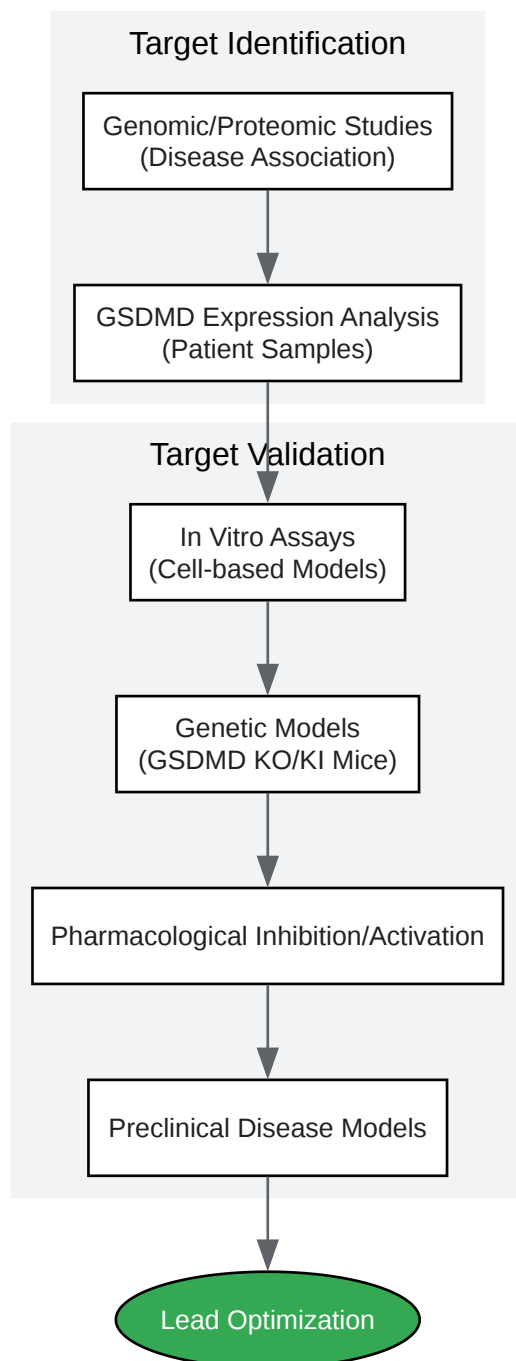 Target Identification
Genomic/Proteomic Studies
(Disease Association)
GSDMD Expression Analysis
(Patient Samples)
Target Validation
In Vitro Assays
(Cell-based Models)
Genetic Models
(GSDMD KO/KI Mice)
Pharmacological Inhibition/Activation
Preclinical Disease Models
Lead Optimization